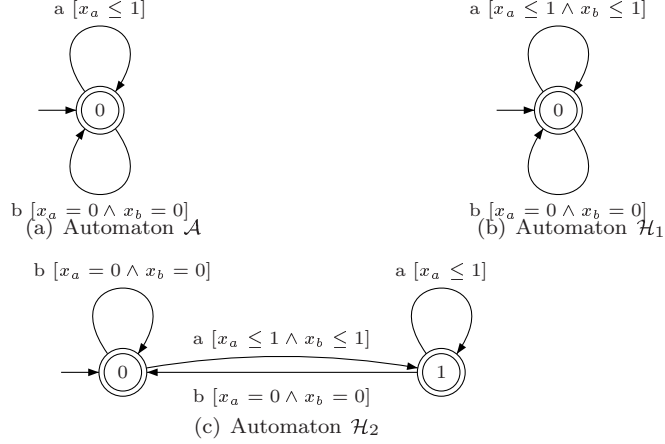 a [x_a ≤ 1]
0
b [x_a = 0 ∧ x_b = 0]
(a) Automaton 𝒜
a [x_a ≤ 1 ∧ x_b ≤ 1]
0
b [x_a = 0 ∧ x_b = 0]
(b) Automaton ℋ_1
b [x_a = 0 ∧ x_b = 0]
a [x_a ≤ 1]
a [x_a ≤ 1 ∧ x_b ≤ 1]
0
1
b [x_a = 0 ∧ x_b = 0]
(c) Automaton ℋ_2